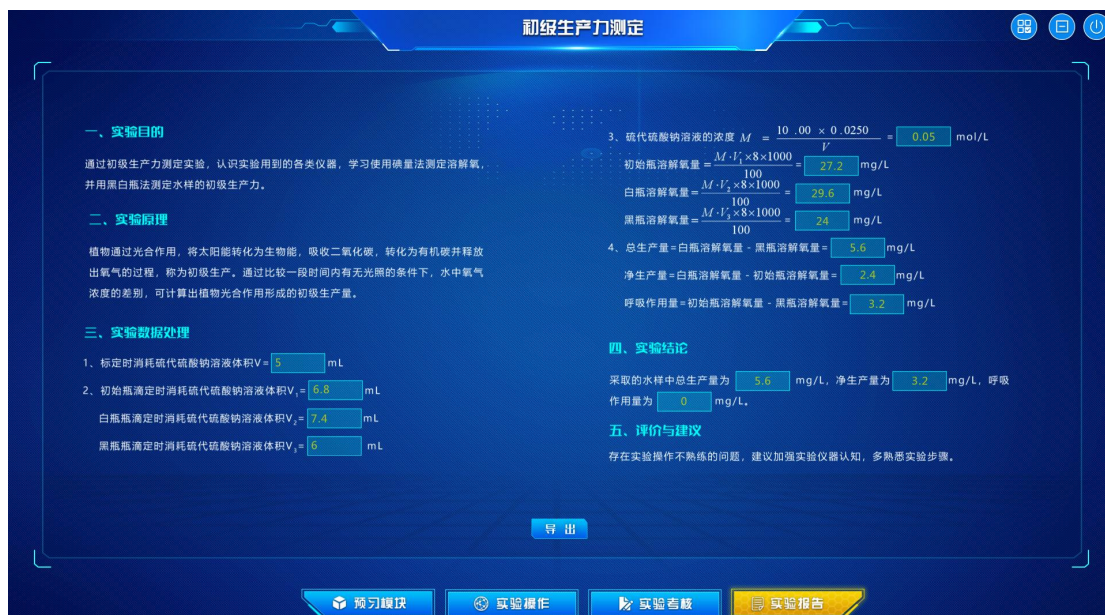 初级生产力测定
一、实验目的
通过初级生产力测定实验，认识实验用到的各类仪器，学习使用碘量法测定溶解氧，
并用黑白瓶法测定水样的初级生产力。
二、实验原理
植物通过光合作用，将太阳能转化为生物能，吸收二氧化碳，转化为有机碳并释放
出氧气的过程，称为初级生产。通过比较一段时间内有无光照的条件下，水中氧气
浓度的差别，可计算出植物光合作用形成的初级生产量。
三、实验数据处理
1、标定时消耗硫代硫酸钠溶液体积V= 5 mL
2、初始瓶滴定时消耗硫代硫酸钠溶液体积V₁= 6.8 mL
白瓶瓶滴定时消耗硫代硫酸钠溶液体积V₂= 7.4 mL
黑瓶瓶滴定时消耗硫代硫酸钠溶液体积V₃= 6 mL
3、硫代硫酸钠溶液的浓度 M = 10 .00 × 0.0250 / V = 0.05 mol/L
初始瓶溶解氧量 = M·V₁×8×1000 / 100 = 27.2 mg/L
白瓶溶解氧量 = M·V₂×8×1000 / 100 = 29.6 mg/L
黑瓶溶解氧量 = M·V₃×8×1000 / 100 = 24 mg/L
4、总生产量=白瓶溶解氧量 - 黑瓶溶解氧量= 5.6 mg/L
净生产量=白瓶溶解氧量 - 初始瓶溶解氧量= 2.4 mg/L
呼吸作用量=初始瓶溶解氧量 - 黑瓶溶解氧量= 3.2 mg/L
四、实验结论
采取的水样中总生产量为 5.6 mg/L，净生产量为 3.2 mg/L，呼吸
作用量为 0 mg/L。
五、评价与建议
存在实验操作不熟练的问题，建议加强实验仪器认知，多熟悉实验步骤。
导 出
预习模块
实验操作
实验考核
实验报告